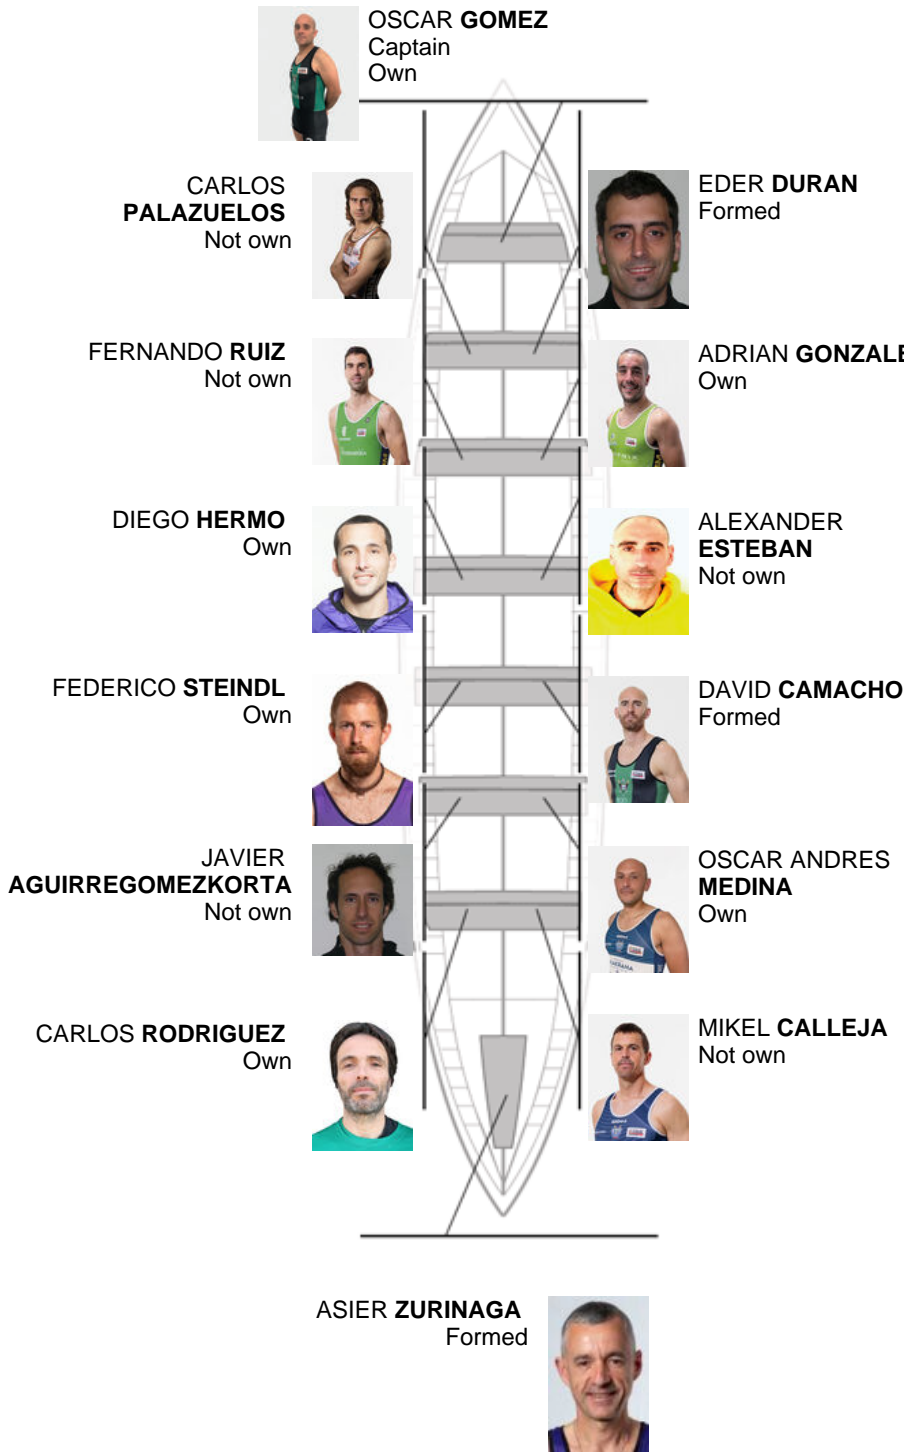 OSCAR GOMEZ
Captain
Own
CARLOS
PALAZUELOS
Not own
EDER DURAN
Formed
FERNANDO RUIZ
Not own
ADRIAN GONZALE
Own
DIEGO HERMO
Own
ALEXANDER
ESTEBAN
Not own
FEDERICO STEINDL
Own
DAVID CAMACHO
Formed
JAVIER
AGUIRREGOMEZKORTA
Not own
OSCAR ANDRES
MEDINA
Own
CARLOS RODRIGUEZ
Own
MIKEL CALLEJA
Not own
ASIER ZURINAGA
Formed